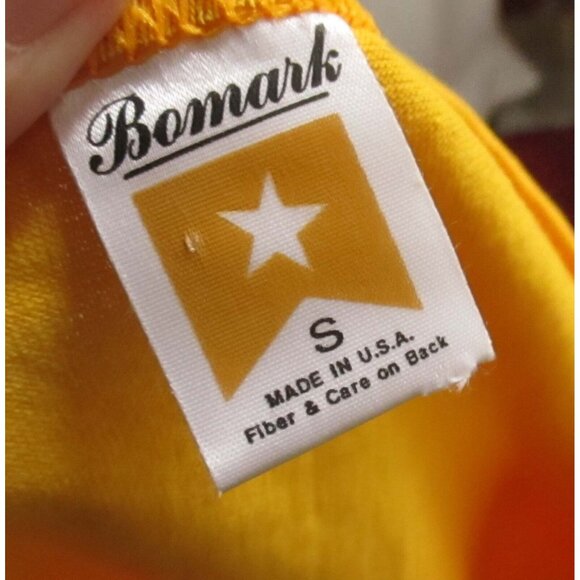 Bomark
S
MADE IN U.S.A.
Fiber & Care on Back